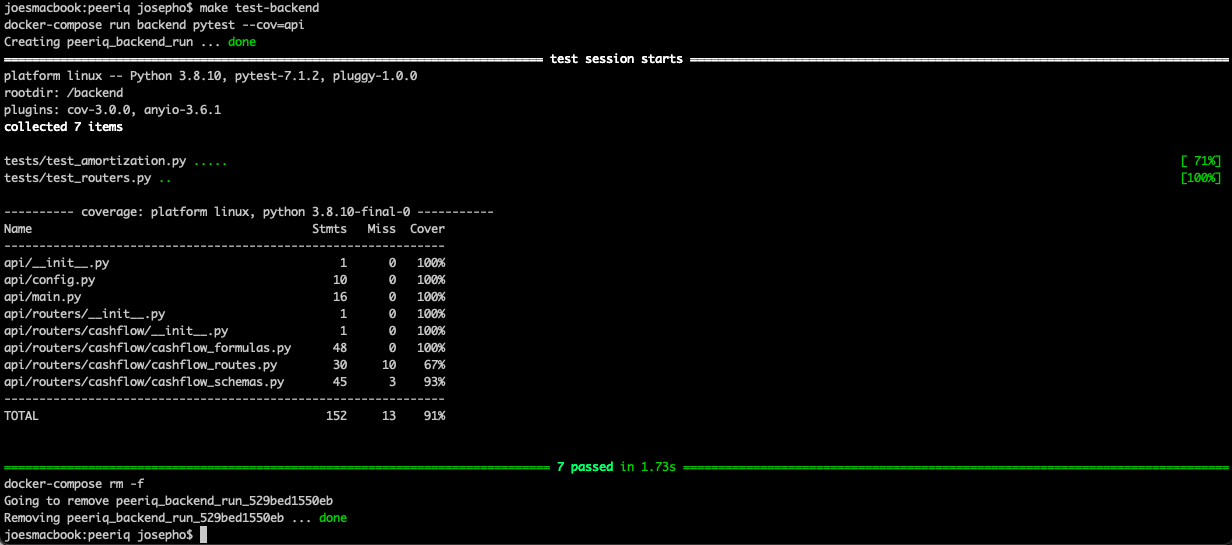 joesmacbook:peeriq josepho$ make test-backend
docker-compose run backend pytest --cov=api
Creating peeriq_backend_run ... done
============================= test session starts =============================
platform linux -- Python 3.8.10, pytest-7.1.2, pluggy-1.0.0
rootdir: /backend
plugins: cov-3.0.0, anyio-3.6.1
collected 7 items
tests/test_amortization.py ..... [ 71%]
tests/test_routers.py .. [100%]
---------- coverage: platform linux, python 3.8.10-final-0 -----------
Name Stmts Miss Cover
---------------------------------------------------------------
api/__init__.py 1 0 100%
api/config.py 10 0 100%
api/main.py 16 0 100%
api/routers/__init__.py 1 0 100%
api/routers/cashflow/__init__.py 1 0 100%
api/routers/cashflow/cashflow_formulas.py 48 0 100%
api/routers/cashflow/cashflow_routes.py 30 10 67%
api/routers/cashflow/cashflow_schemas.py 45 3 93%
---------------------------------------------------------------
TOTAL 152 13 91%
============================= 7 passed in 1.73s =============================
docker-compose rm -f
Going to remove peeriq_backend_run_529bed1550eb
Removing peeriq_backend_run_529bed1550eb ... done
joesmacbook:peeriq josepho$